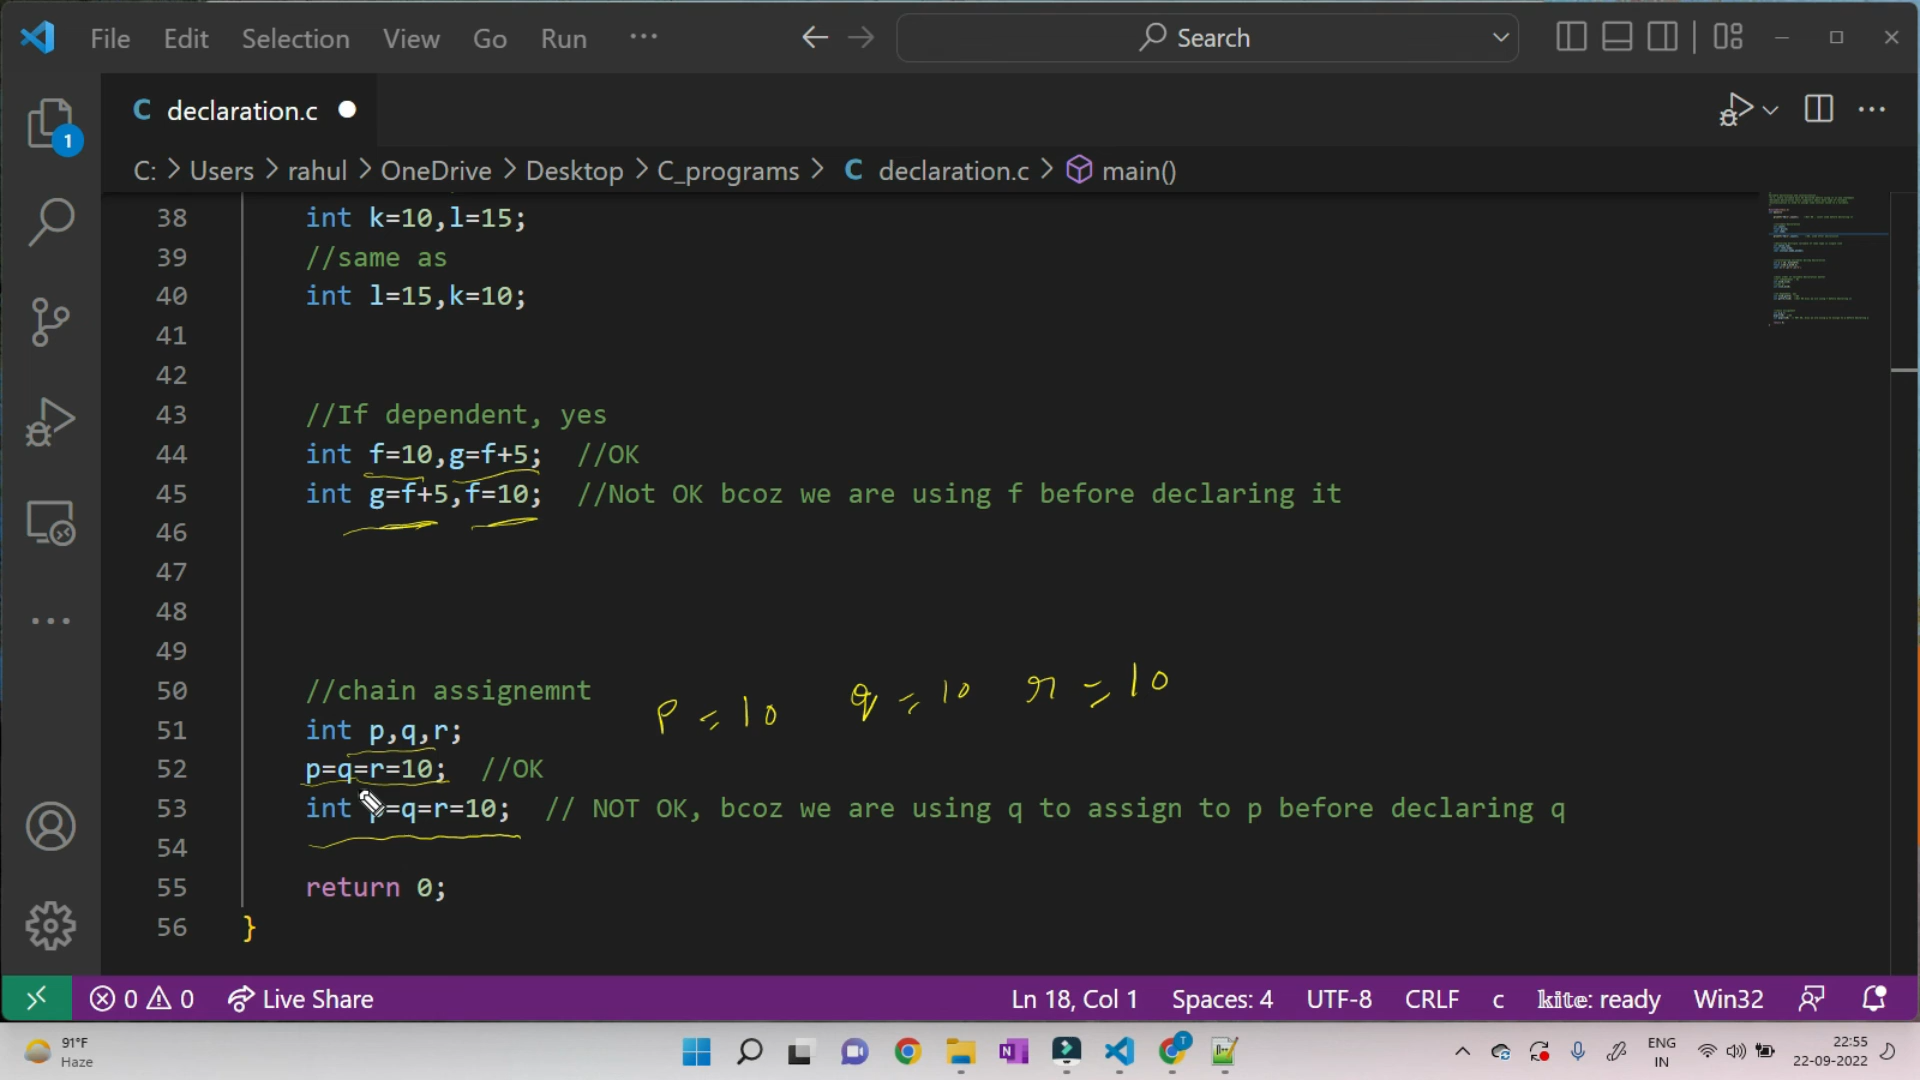 File Edit Selection View Go Run ... Search
C declaration.c
1
C: > Users > rahul > OneDrive > Desktop > C_programs > C declaration.c > main()
38 int k=10,l=15;
39 //same as
40 int l=15,k=10;
41
42
43 //If dependent, yes
44 int f=10,g=f+5; //OK
45 int g=f+5,f=10; //Not OK bcoz we are using f before declaring it
46
47
48
49
50 //chain assignemnt
p=10 q=10 r=10
51 int p,q,r;
52 p=q=r=10; //OK
53 int p=q=r=10; // NOT OK, bcoz we are using q to assign to p before declaring q
54
55 return 0;
56 }
0 0 Live Share Ln 18, Col 1 Spaces: 4 UTF-8 CRLF c kite: ready Win32
91°F
Haze
ENG
IN
22:55
22-09-2022